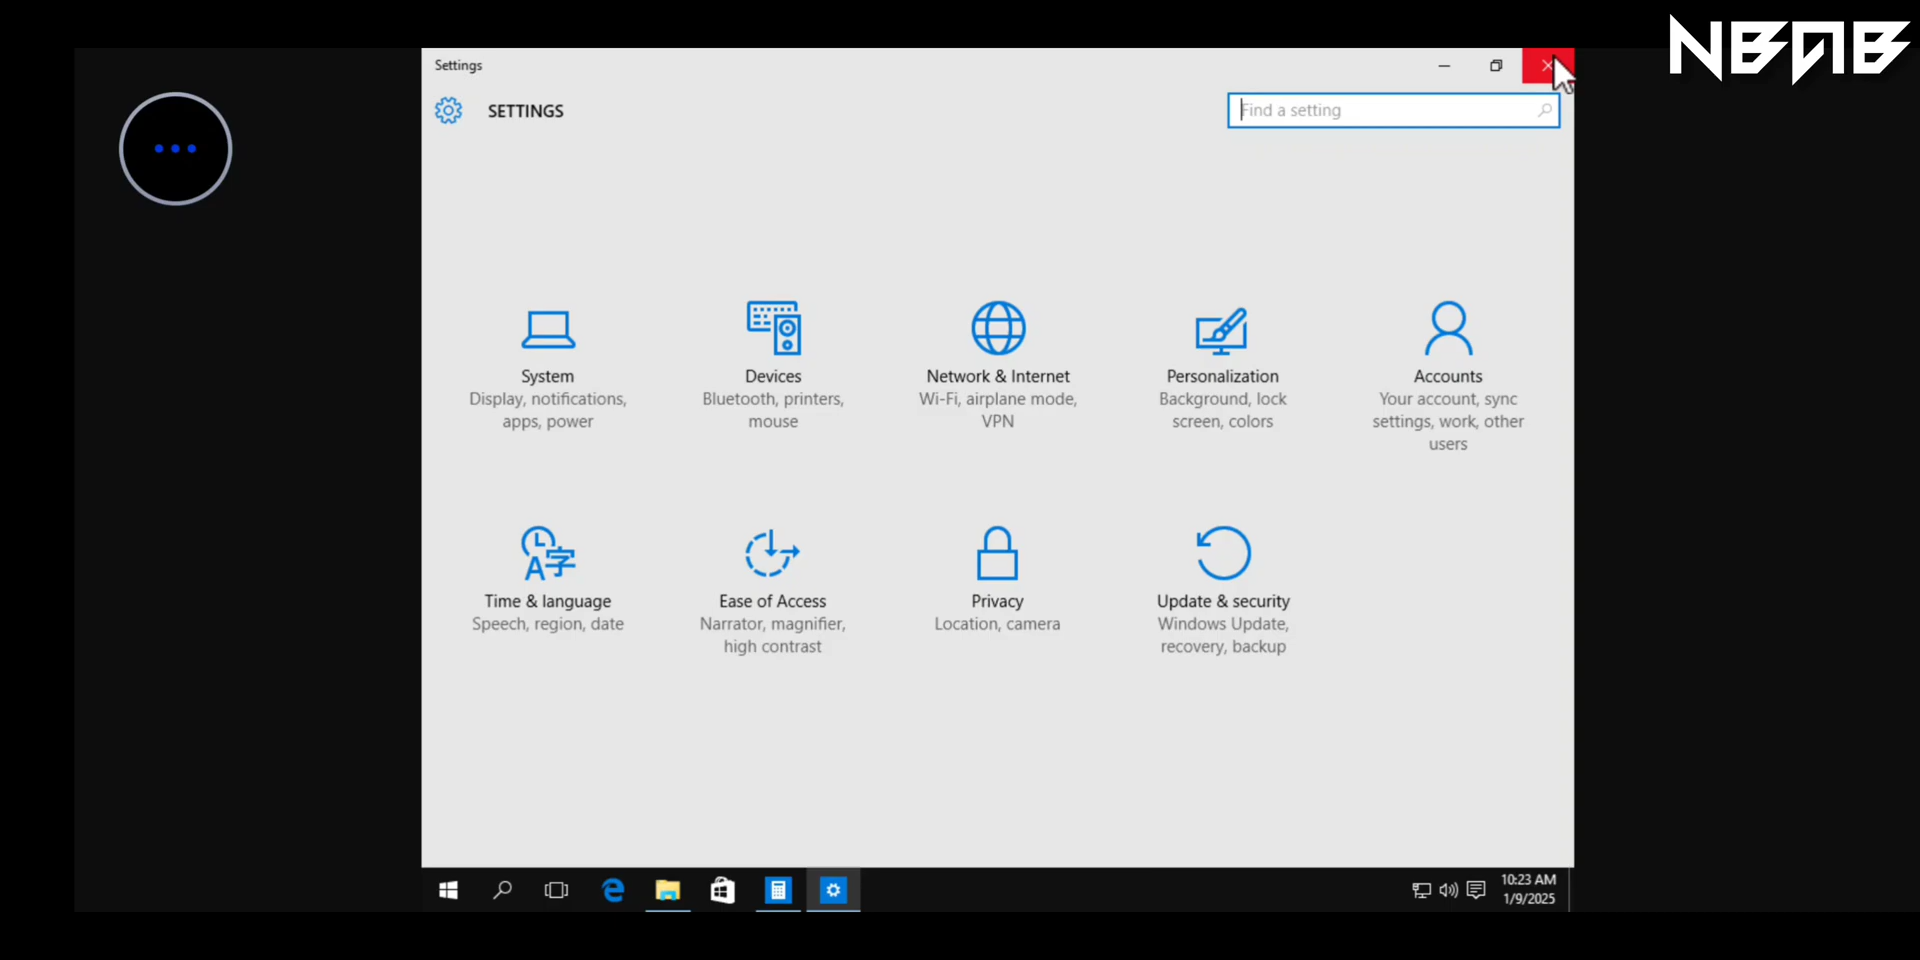 NBAB
Settings
SETTINGS
Find a setting
System
Display, notifications,
apps, power
Devices
Bluetooth, printers,
mouse
Network & Internet
Wi-Fi, airplane mode,
VPN
Personalization
Background, lock
screen, colors
Accounts
Your account, sync
settings, work, other
users
Time & language
Speech, region, date
Ease of Access
Narrator, magnifier,
high contrast
Privacy
Location, camera
Update & security
Windows Update,
recovery, backup
10:23 AM
1/9/2025